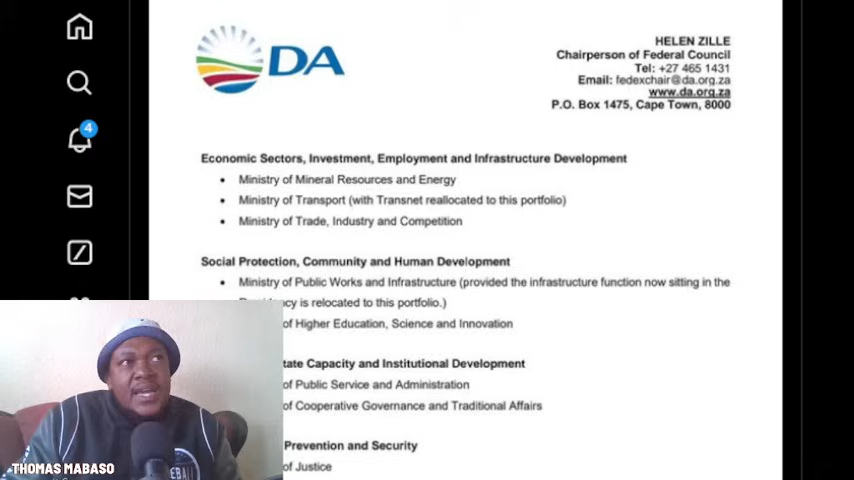 DA
HELEN ZILLE
Chairperson of Federal Council
Tel: +27 465 1431
Email: fedexchair@da.org.za
www.da.org.za
P.O. Box 1475, Cape Town, 8000
4
Economic Sectors, Investment, Employment and Infrastructure Development
• Ministry of Mineral Resources and Energy
• Ministry of Transport (with Transnet reallocated to this portfolio)
• Ministry of Trade, Industry and Competition
Social Protection, Community and Human Development
• Ministry of Public Works and Infrastructure (provided the infrastructure function now sitting in the
is relocated to this portfolio.)
of Higher Education, Science and Innovation
Capacity and Institutional Development
of Public Service and Administration
of Cooperative Governance and Traditional Affairs
Prevention and Security
of Justice
THOMAS MABASO